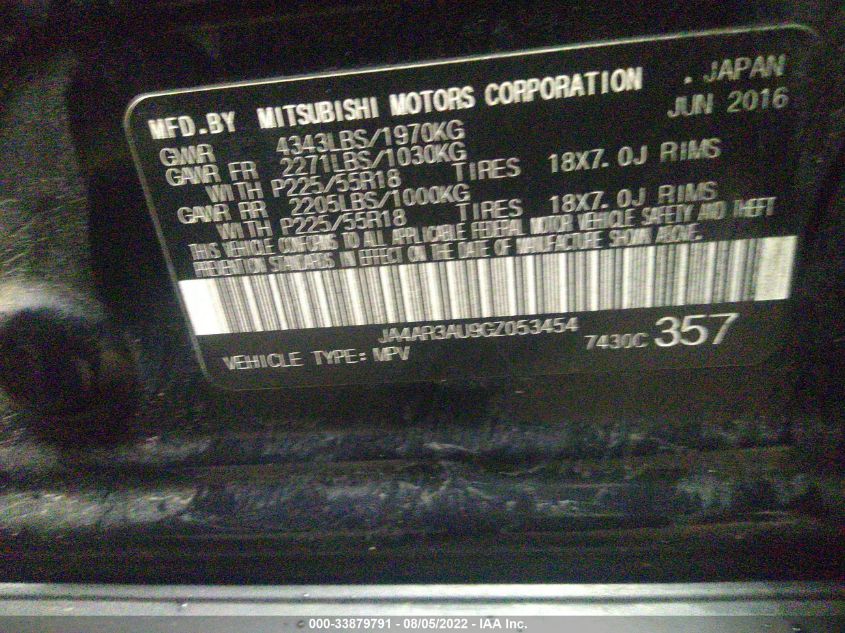 MFD.BY MITSUBISHI MOTORS CORPORATION . JAPAN
JUN 2016
GVWR 4343LBS/1970KG
GAWR FR 2271LBS/1030KG
WITH P225/55R18 TIRES 18X7.0J RIMS
GAWR RR 2205LBS/1000KG
WITH P225/55R18 TIRES 18X7.0J RIMS
THIS VEHICLE CONFORMS TO ALL APPLICABLE FEDERAL MOTOR VEHICLE SAFETY AND THEFT
PREVENTION STANDARDS IN EFFECT ON THE DATE OF MANUFACTURE SHOWN ABOVE.
JA4AR3AU9GZ053454
VEHICLE TYPE: MPV 7430C 357
000-33879791 - 08/05/2022 - IAA Inc.